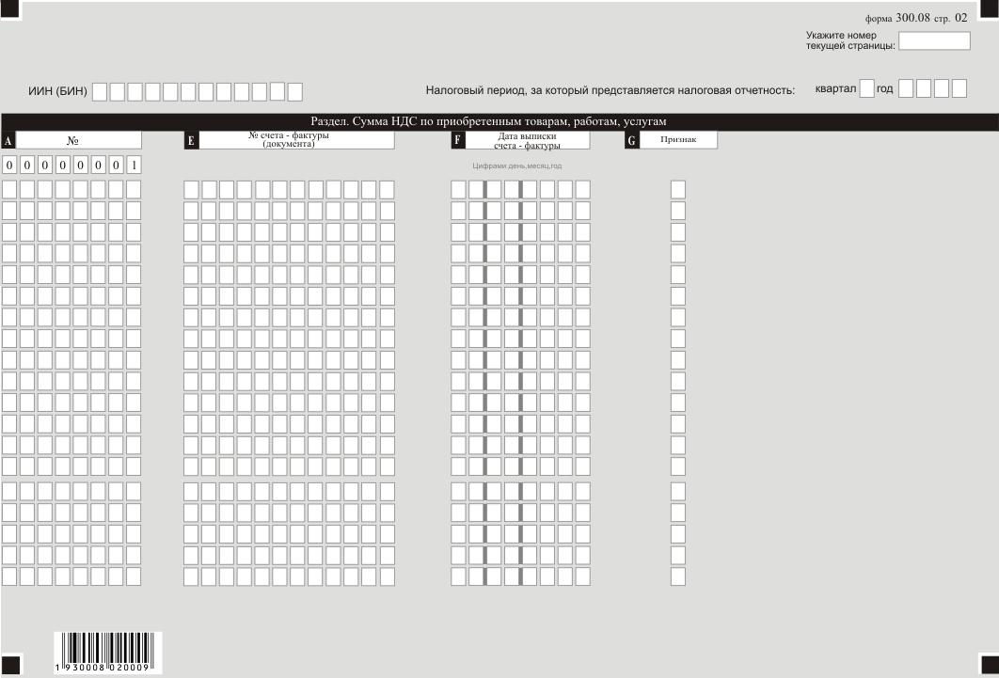 форма 300.08 стр. 02
Укажите номер
текущей страницы:
ИИН (БИН)
Налоговый период, за который представляется налоговая отчетность: квартал год
Раздел. Сумма НДС по приобретенным товарам, работам, услугам
A № E № счета - фактуры (документа) F Дата выписки счета - фактуры G Признак
0 0 0 0 0 0 0 1
Цифрами день,месяц,год
1 930008 020009